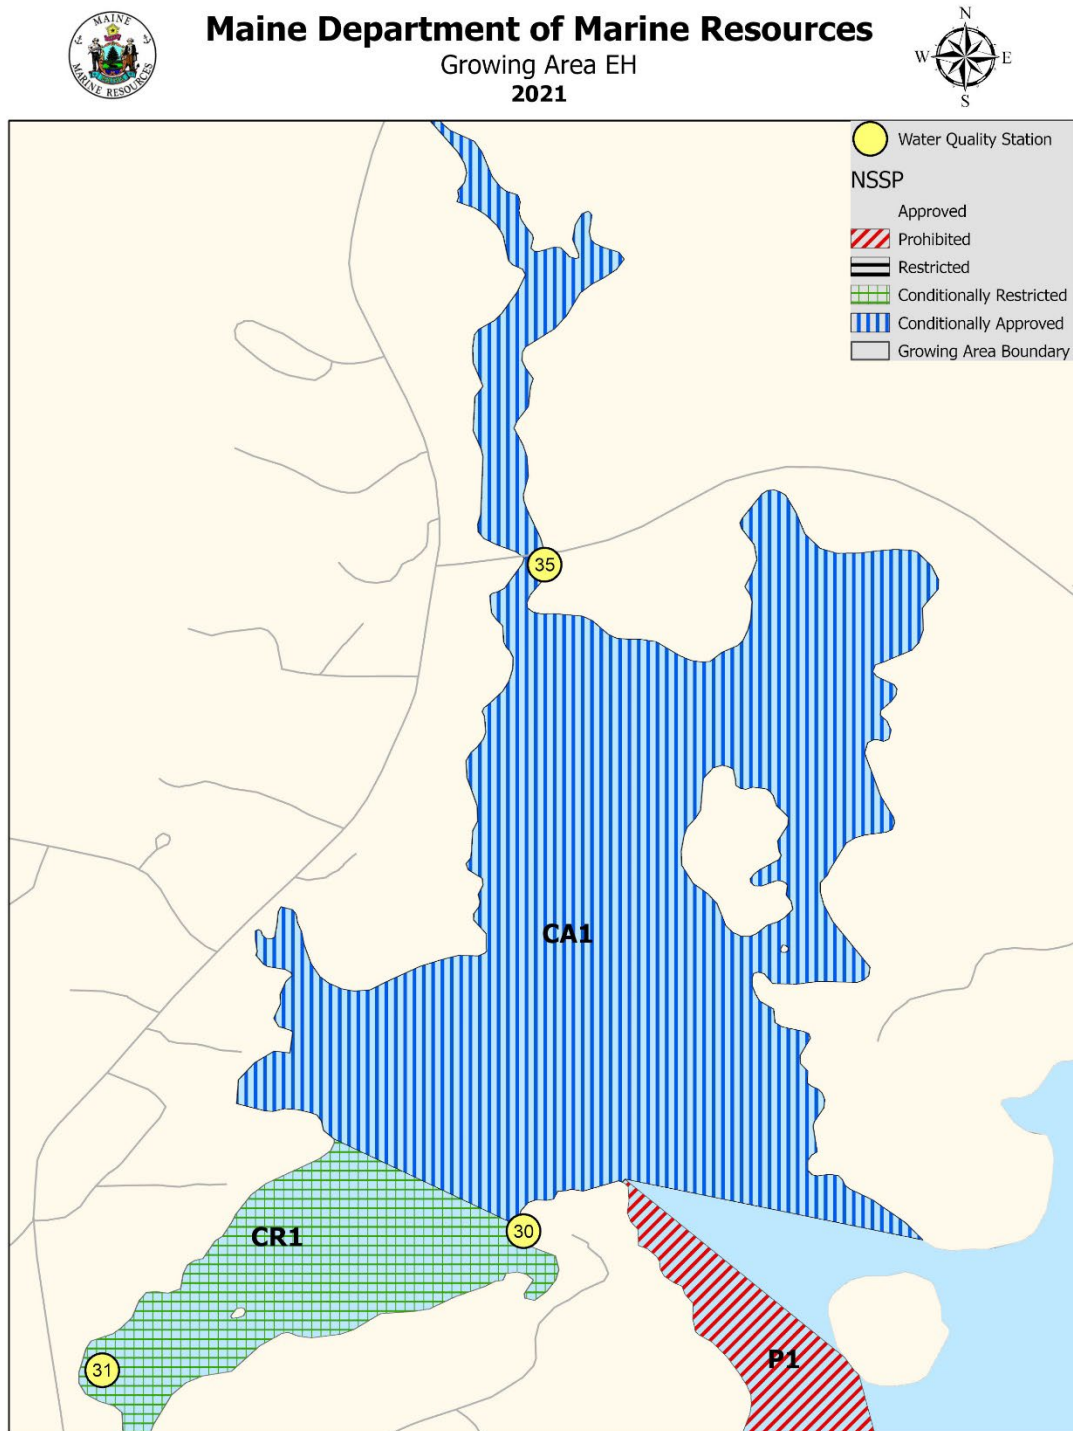 Maine Department of Marine Resources
Growing Area EH
2021
MAINE
MARINE RESOURCES
N
W
E
S
Water Quality Station
NSSP
Approved
Prohibited
Restricted
Conditionally Restricted
Conditionally Approved
Growing Area Boundary
35
CA1
30
CR1
P1
31